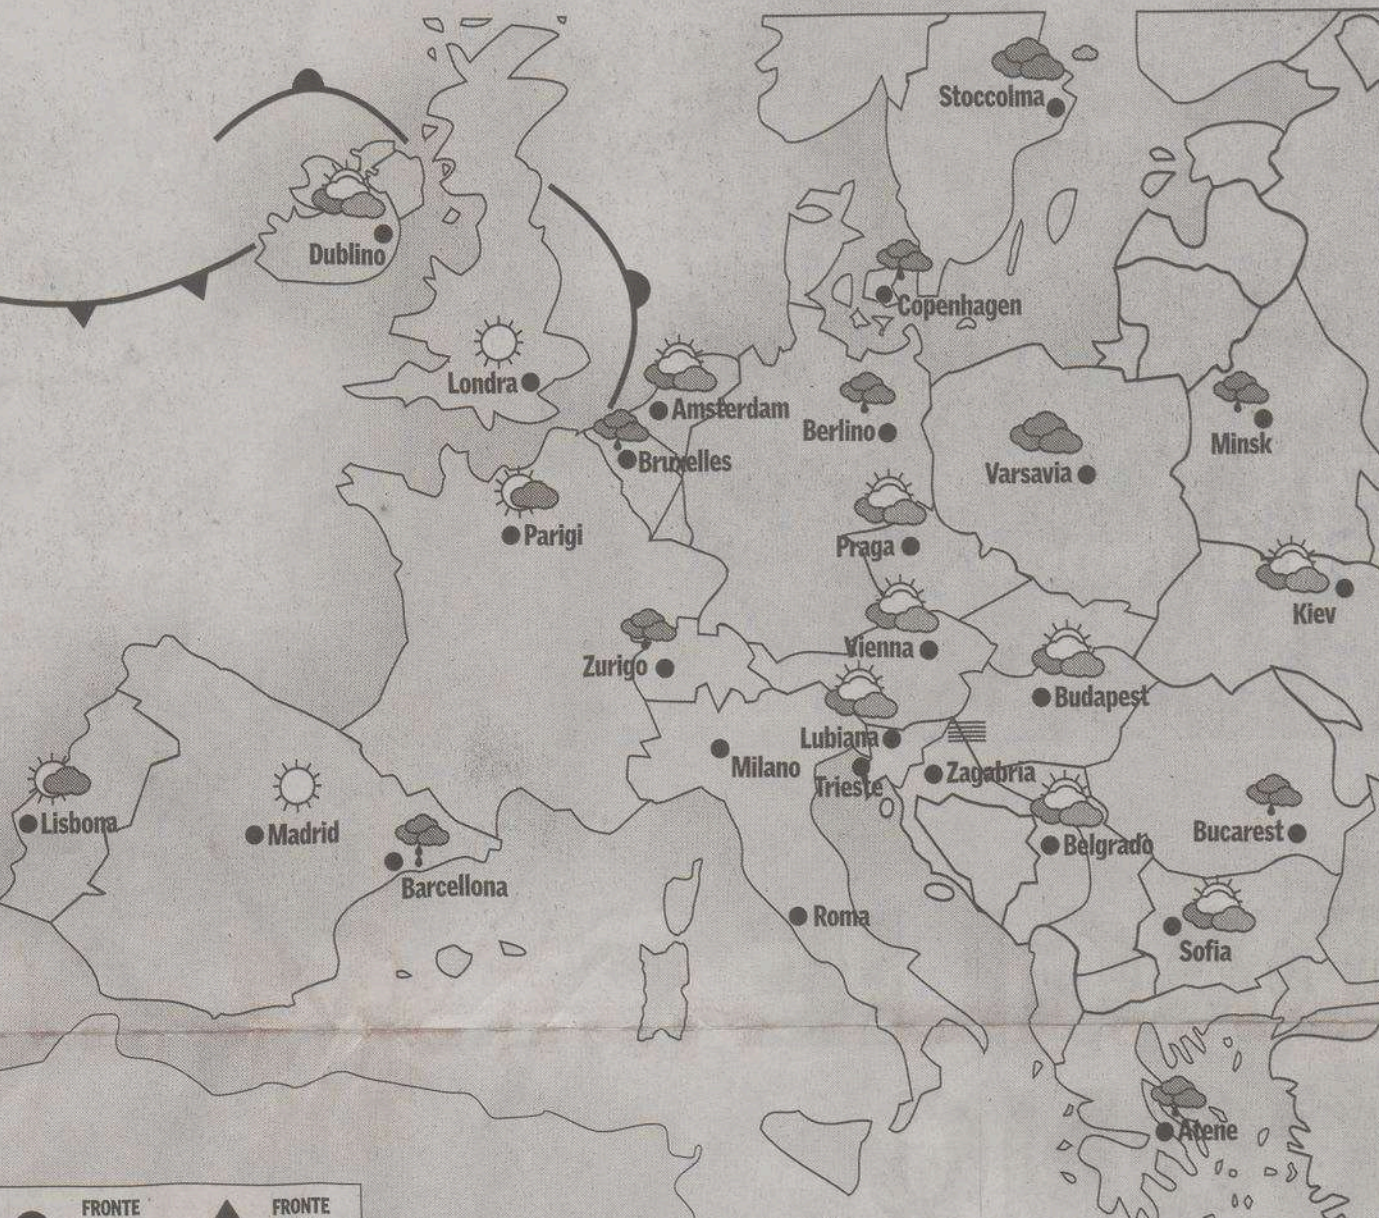 Stoccolma
Dublino
Copenhagen
Londra
Amsterdam
Berlino
Minsk
Bruxelles
Varsavia
Parigi
Praga
Kiev
Vienna
Zurigo
Budapest
Lubiana
Milano
Zagabria
Trieste
Lisbona
Madrid
Bucarest
Belgrado
Barcellona
Roma
Sofia
Atene
FRONTE
FRONTE